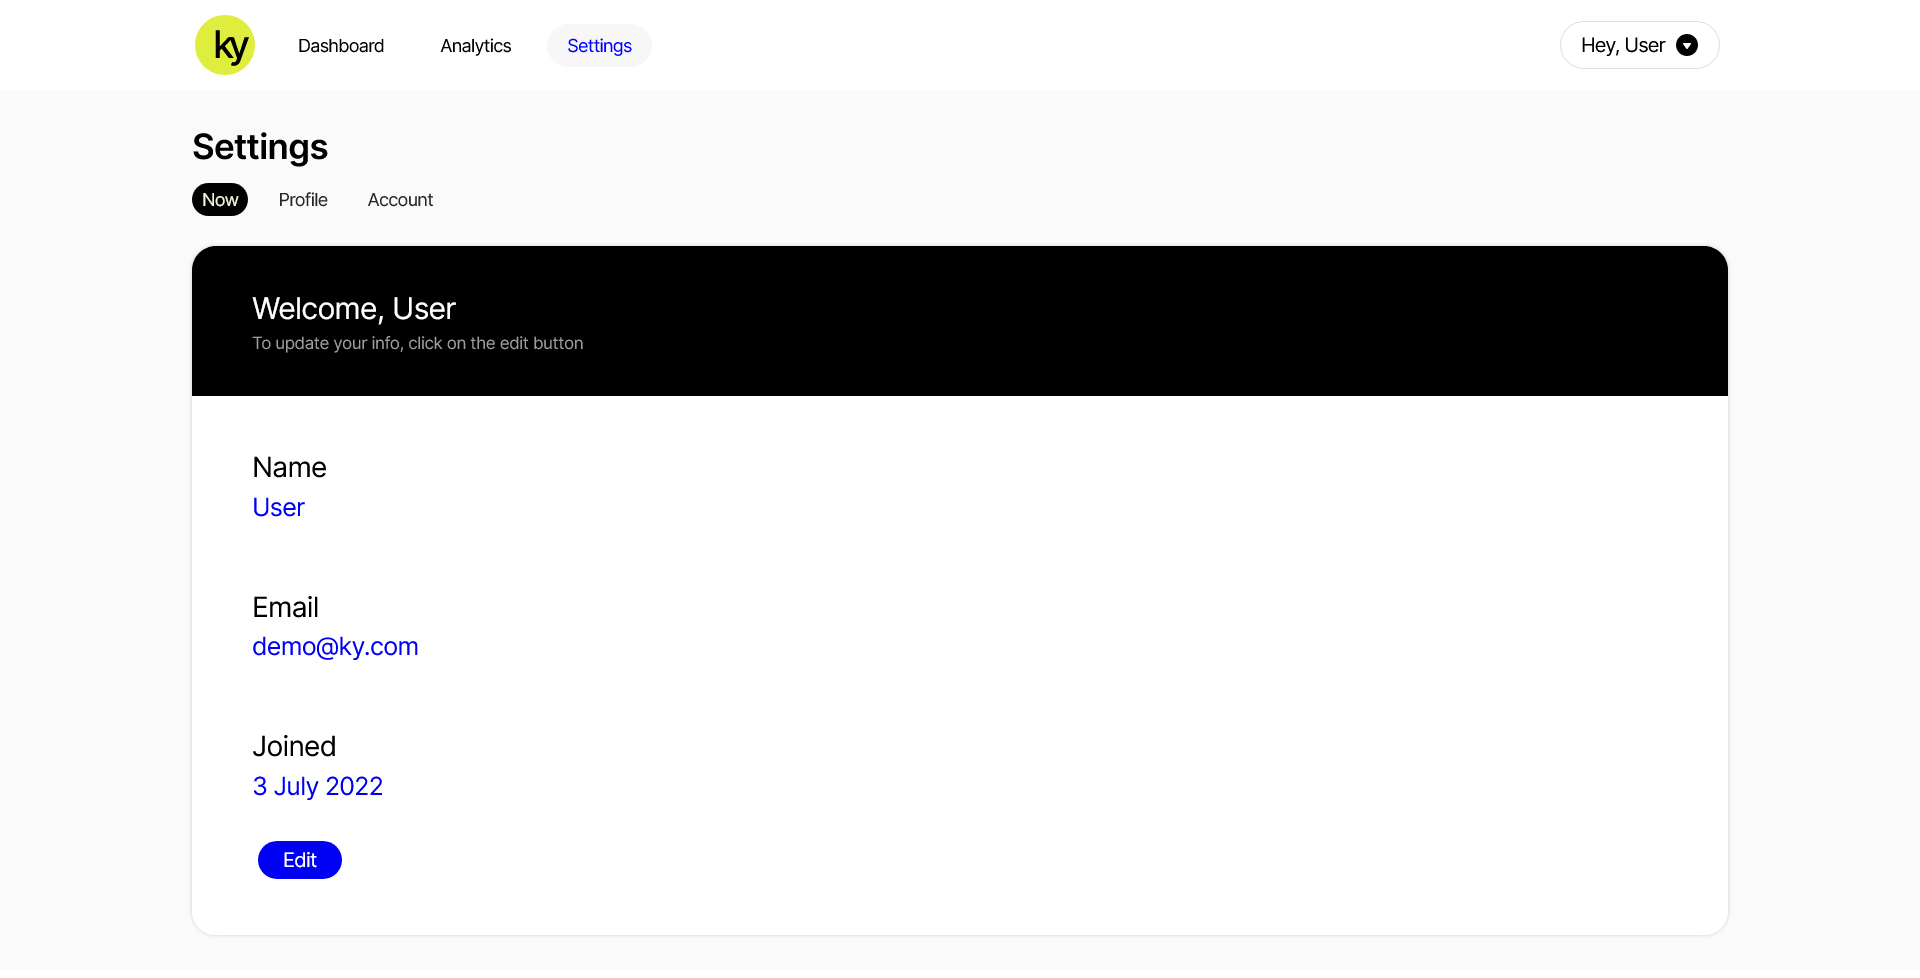 ky
Dashboard
Analytics
Settings
Hey, User
Settings
Now
Profile
Account
Welcome, User
To update your info, click on the edit button
Name
User
Email
demo@ky.com
Joined
3 July 2022
Edit